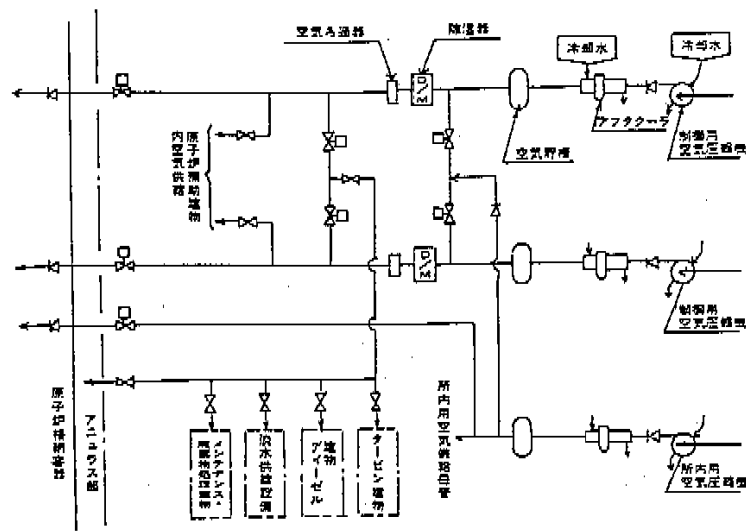 空気冷温器
除湿器
冷却水
冷却水
D/M
アフタクーラ
制御用
空気圧縮機
空気貯槽
原子炉補助建物
内空気供給
D/M
制御用
空気圧縮機
原子炉格納容器
アニュラス部
所内用空気供給母管
メンテナンス・
廃棄物処理建物
淡水供給設備
ディーゼル
建物
タービン建物
所内用
空気圧縮機